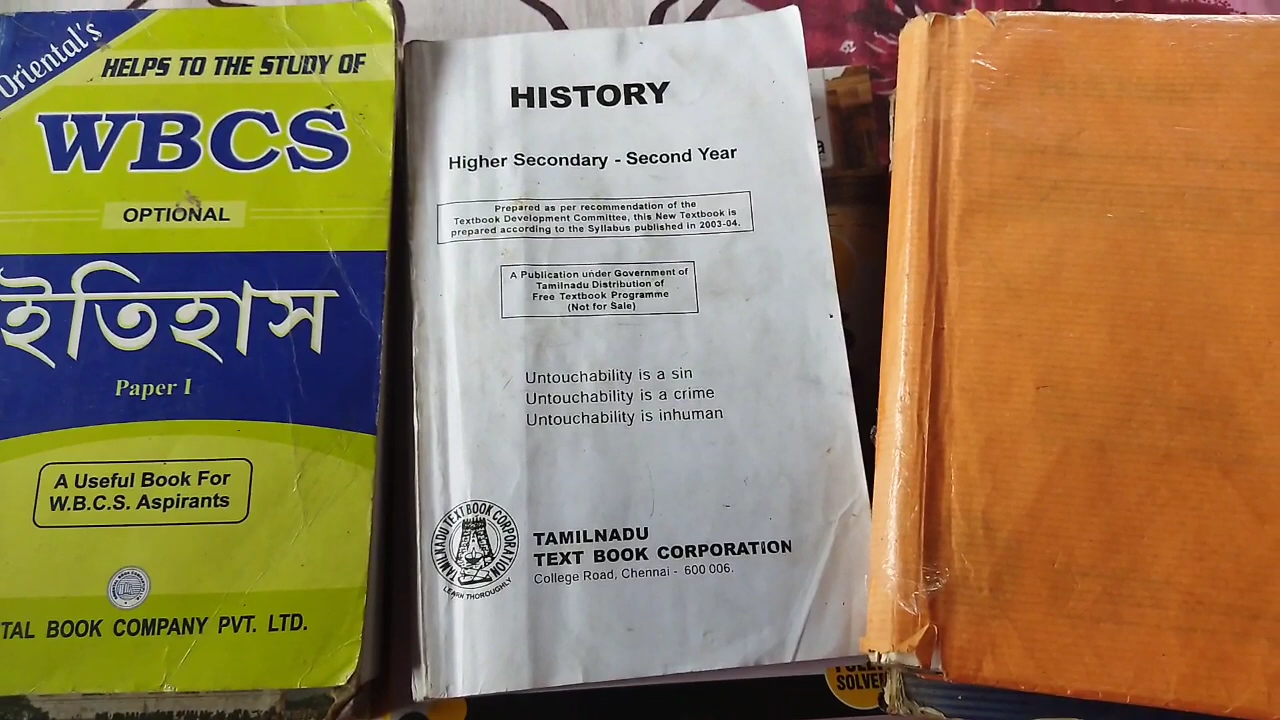 Oriental's
HELPS TO THE STUDY OF
WBCS
OPTIONAL
ইতিহাস
Paper I
A Useful Book For
W.B.C.S. Aspirants
TAL BOOK COMPANY PVT. LTD.
HISTORY
Higher Secondary - Second Year
Prepared as per recommendation of the
Textbook Development Committee, this New Textbook is
prepared according to the Syllabus published in 2003-04.
A Publication under Government of
Tamilnadu Distribution of
Free Textbook Programme
(Not for Sale)
Untouchability is a sin
Untouchability is a crime
Untouchability is inhuman
TAMILNADU TEXT BOOK CORPORATION
LEARN THOROUGHLY
TAMILNADU
TEXT BOOK CORPORATION
College Road, Chennai - 600 006.